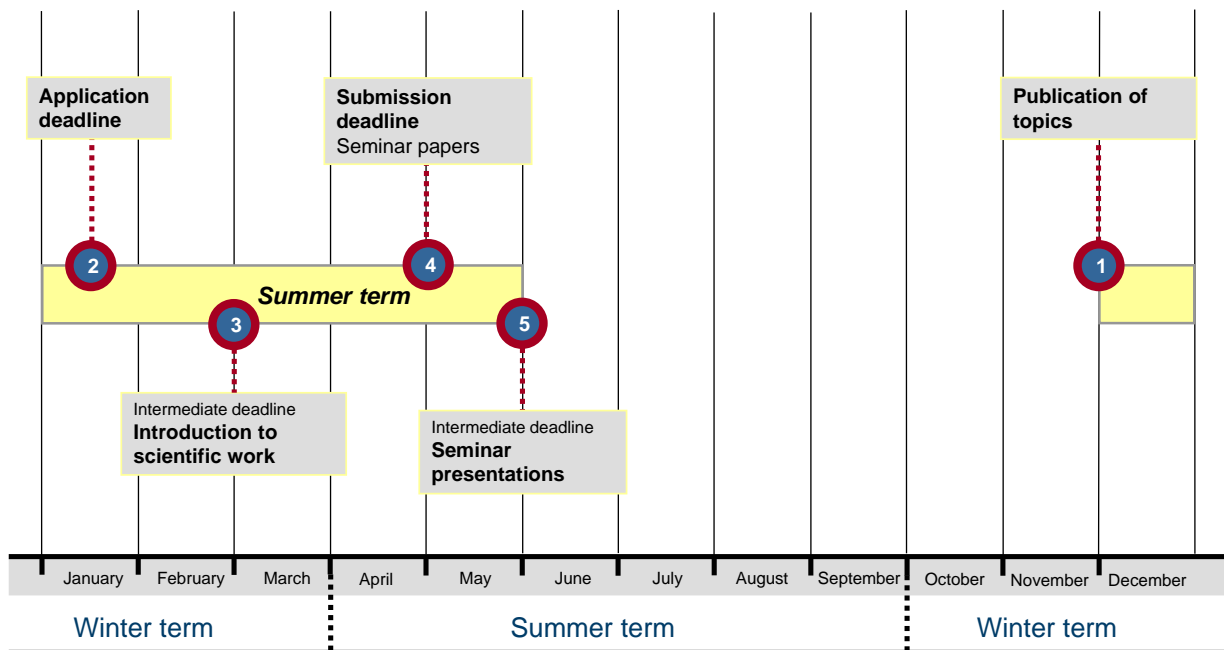 Application
deadline
Submission
deadline
Seminar papers
Publication of
topics
2
4
1
Summer term
3
5
Intermediate deadline
Introduction to
scientific work
Intermediate deadline
Seminar
presentations
January February March April May June July August September October November December
Winter term Summer term Winter term